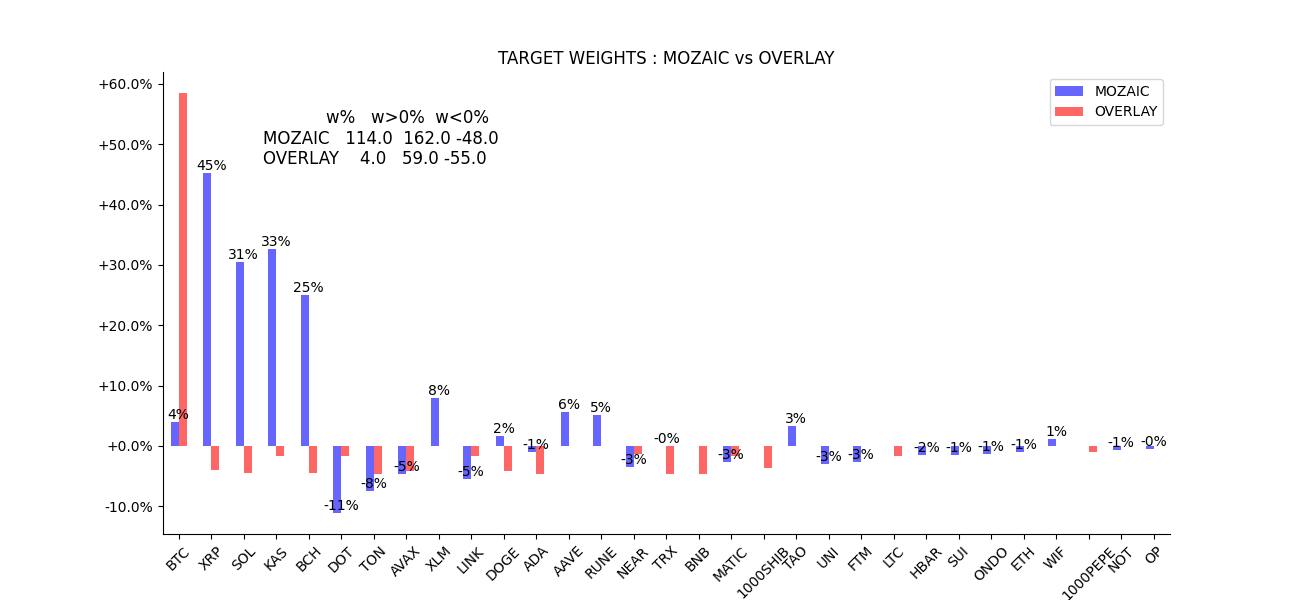 TARGET WEIGHTS : MOZAIC vs OVERLAY
+60.0%
+50.0%
+40.0%
+30.0%
+20.0%
+10.0%
+0.0%
-10.0%
w% w>0% w<0%
MOZAIC 114.0 162.0 -48.0
OVERLAY 4.0 59.0 -55.0
MOZAIC
OVERLAY
4%
45%
31%
33%
25%
-11%
-8%
-5%
8%
-5%
2%
-1%
6%
5%
-3%
-0%
-3%
3%
-3%
-3%
-2%
-1%
-1%
-1%
1%
-1%
-0%
BTC
XRP
SOL
KAS
BCH
DOT
TON
AVAX
XLM
LINK
DOGE
ADA
AAVE
RUNE
NEAR
TRX
BNB
MATIC
1000SHIB
TAO
UNI
FTM
LTC
HBAR
SUI
ONDO
ETH
WIF
1000PEPE
NOT
OP